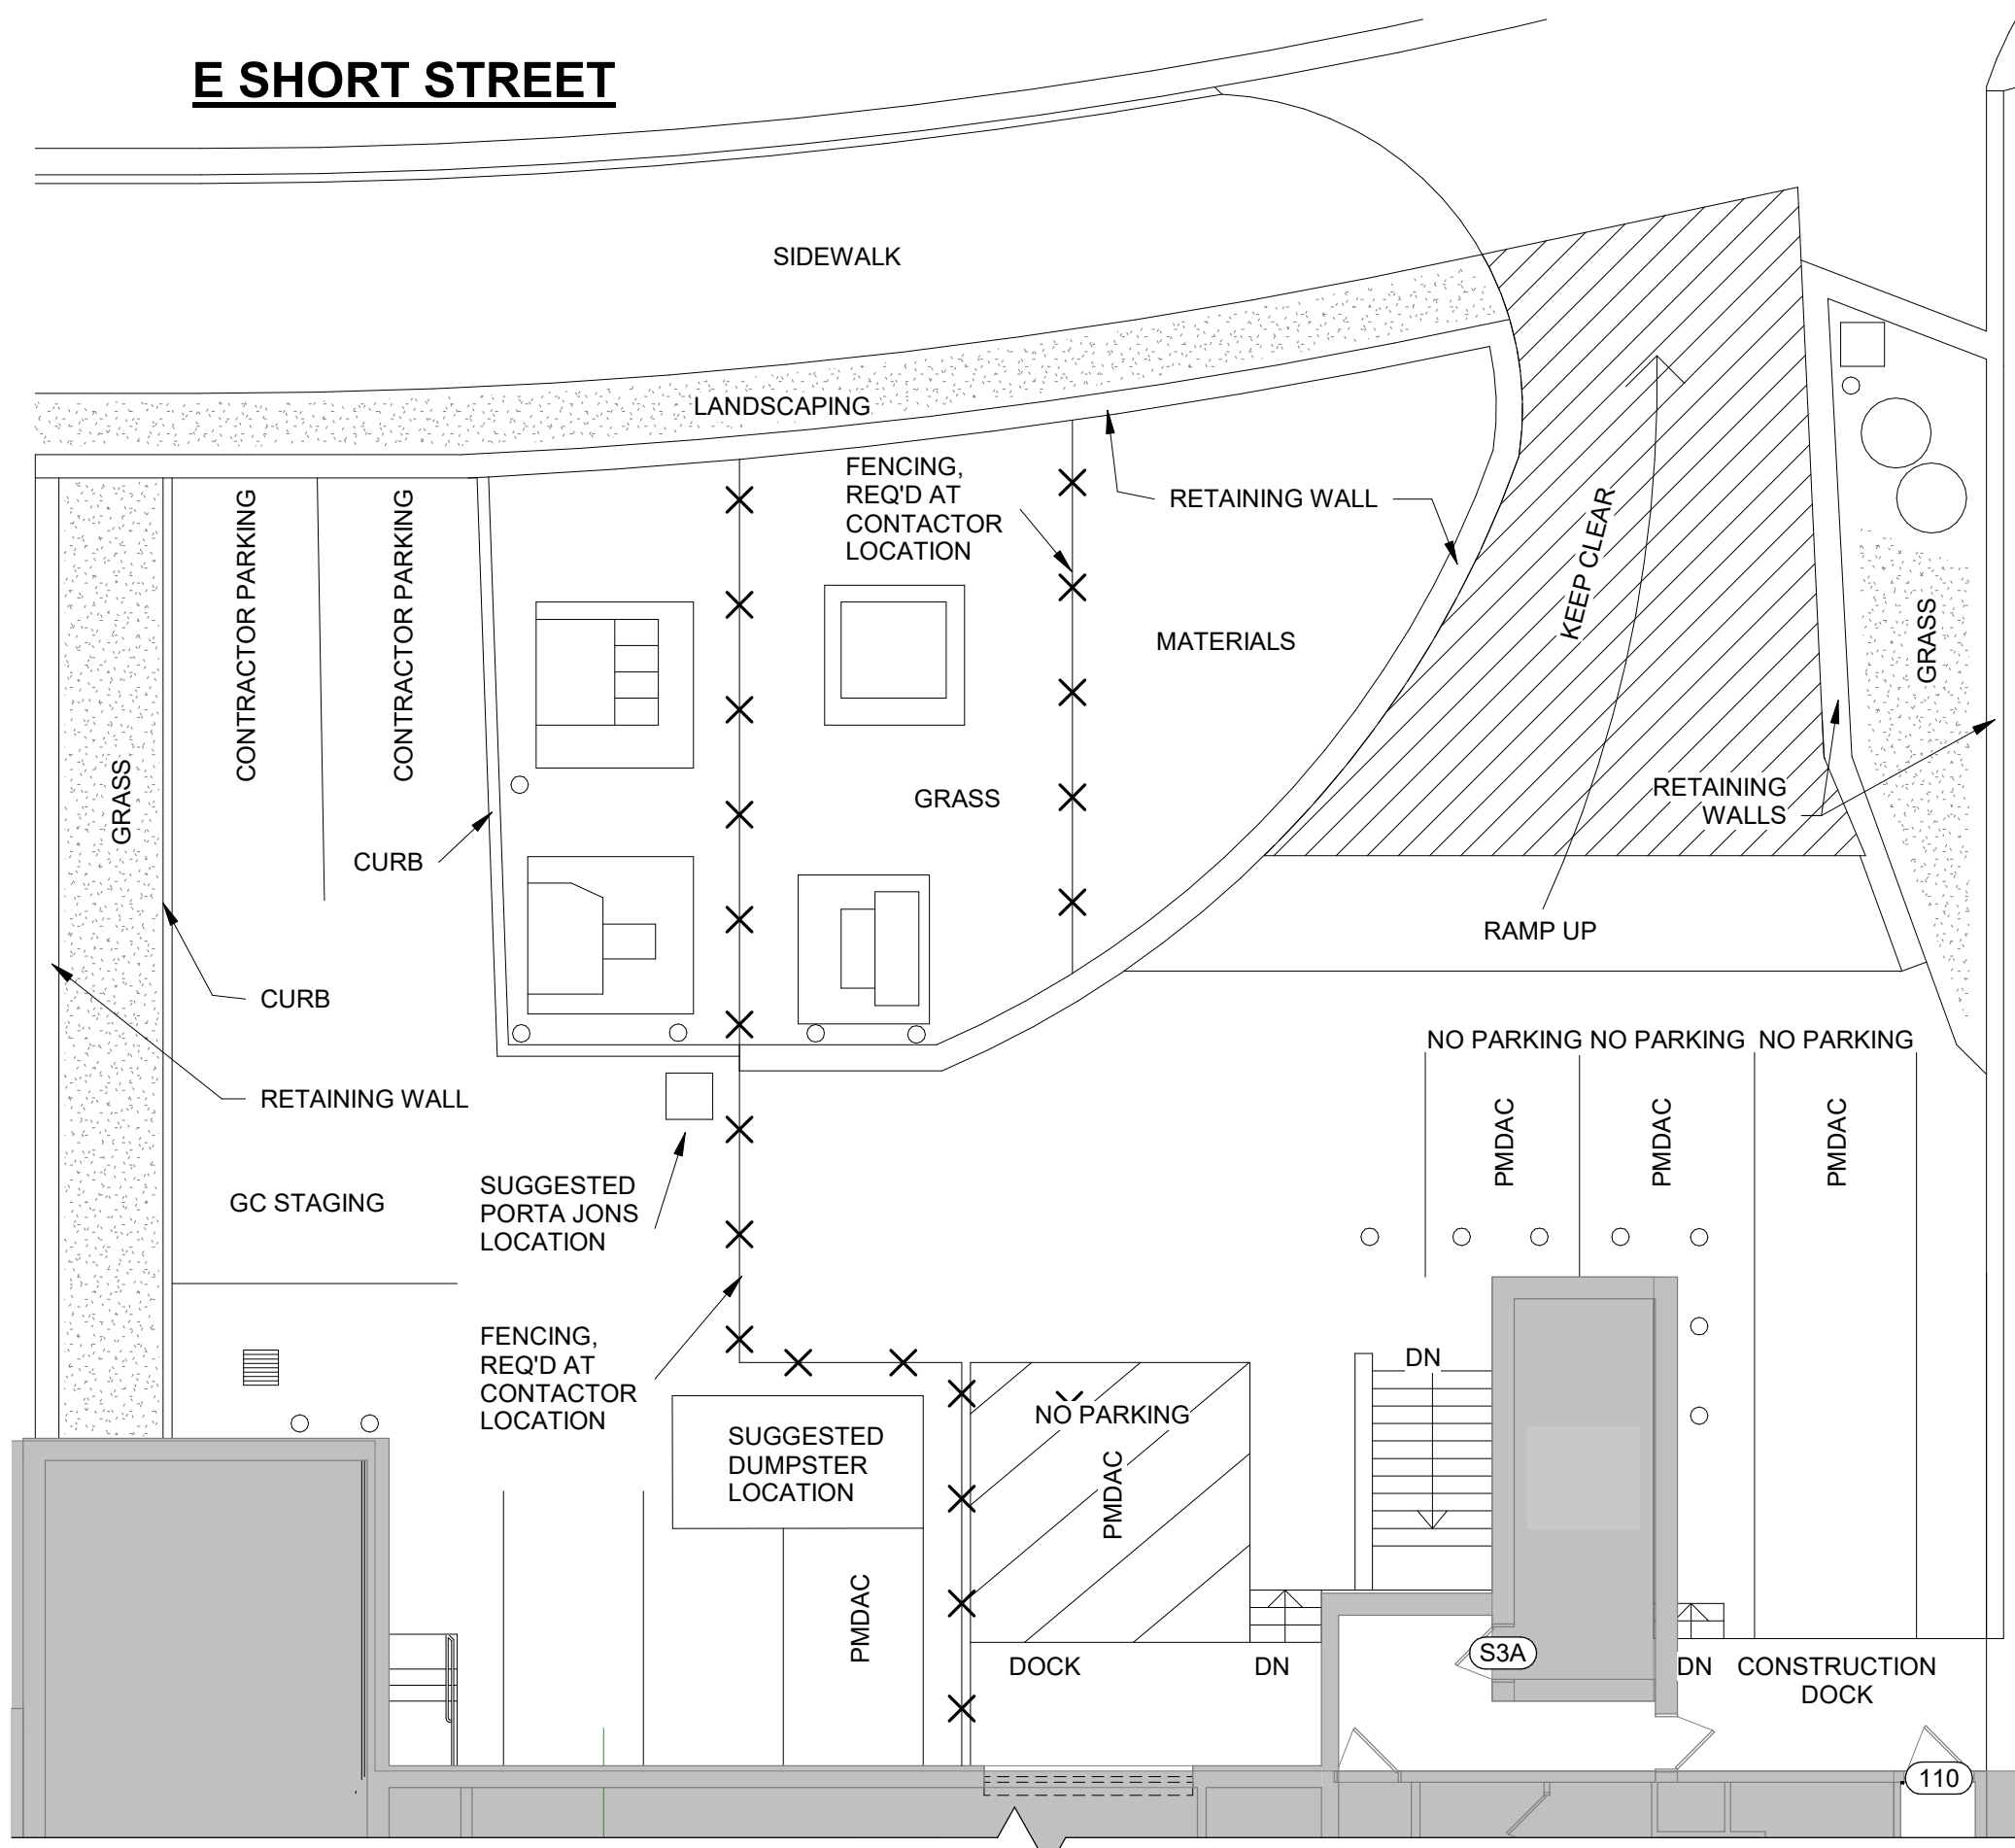 E SHORT STREET
SIDEWALK
LANDSCAPING
FENCING,
REQ'D AT
CONTACTOR
LOCATION
RETAINING WALL
CONTRACTOR PARKING
CONTRACTOR PARKING
KEEP CLEAR
MATERIALS
GRASS
GRASS
GRASS
RETAINING
WALLS
CURB
RAMP UP
CURB
NO PARKING
NO PARKING
NO PARKING
RETAINING WALL
PMDAC
PMDAC
PMDAC
GC STAGING
SUGGESTED
PORTA JONS
LOCATION
FENCING,
REQ'D AT
CONTACTOR
LOCATION
DN
NO PARKING
PMDAC
SUGGESTED
DUMPSTER
LOCATION
PMDAC
DOCK
DN
S3A
DN
CONSTRUCTION
DOCK
110